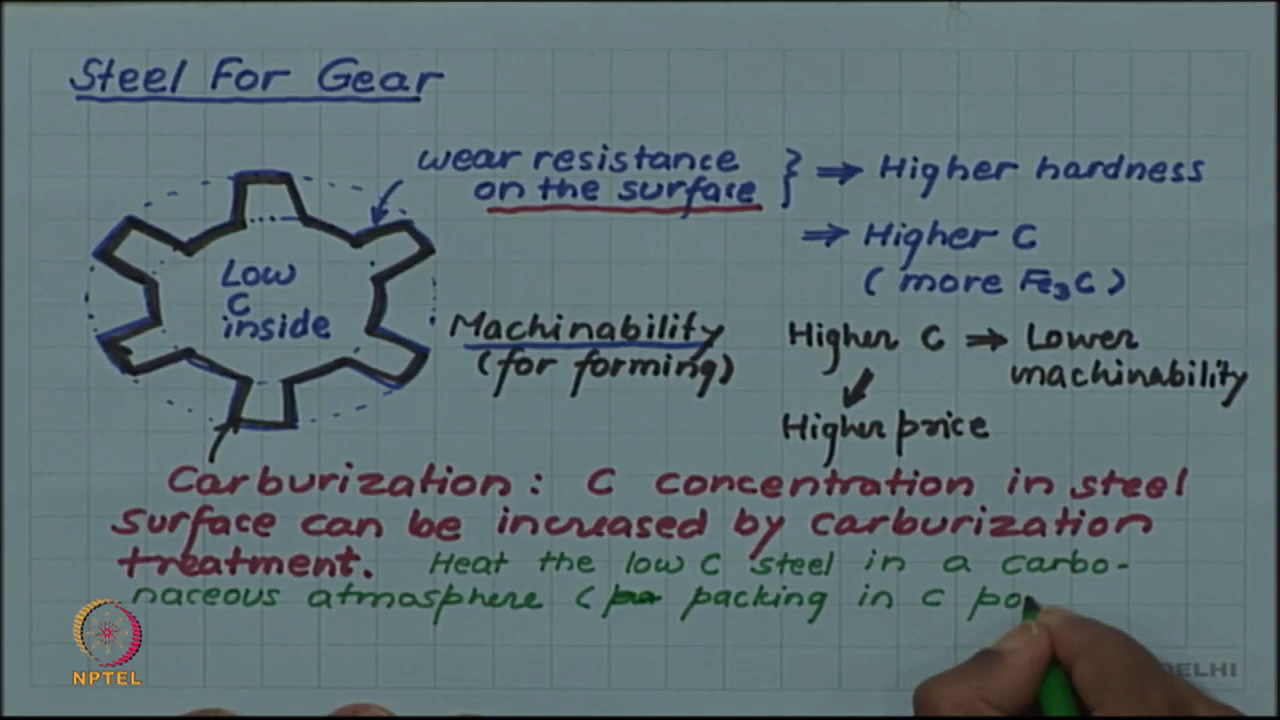 Steel For Gear
wear resistance
on the surface } ⇒ Higher hardness
⇒ Higher C
(more Fe₃C)
Low
C
inside
Machinability
(for forming)
Higher C ⇒ Lower
machinability
Higher price
Carburization: C concentration in steel
surface can be increased by carburization
treatment. Heat the low C steel in a carbo-
naceous atmosphere ( packing in C po
NPTEL
DELHI